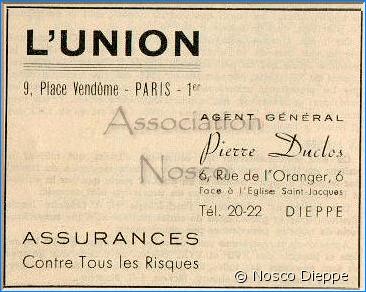 L'UNION
9, Place Vendôme - PARIS - 1er
AGENT GÉNÉRAL
Association
Pierre Duclos
Nosco
6, Rue de l'Oranger, 6
Face à l'Eglise Saint-Jacques
Tél. 20-22 DIEPPE
ASSURANCES
Contre Tous les Risques
© Nosco Dieppe